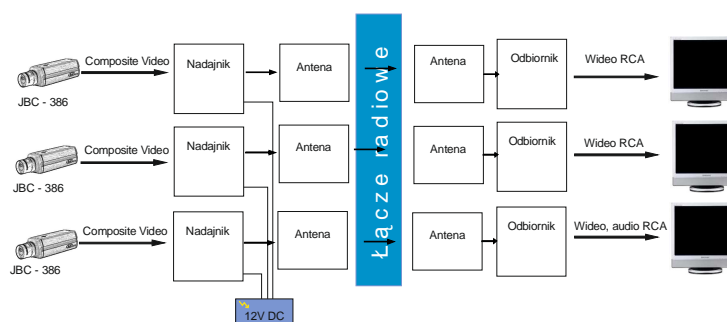 Composite Video
Nadajnik
Antena
Antena
Odbiornik
Wideo RCA
JBC - 386
Composite Video
Nadajnik
Antena
Antena
Odbiornik
Wideo RCA
JBC - 386
Composite Video
Nadajnik
Antena
Antena
Odbiornik
Wideo, audio RCA
JBC - 386
Łącze radiowe
12V DC